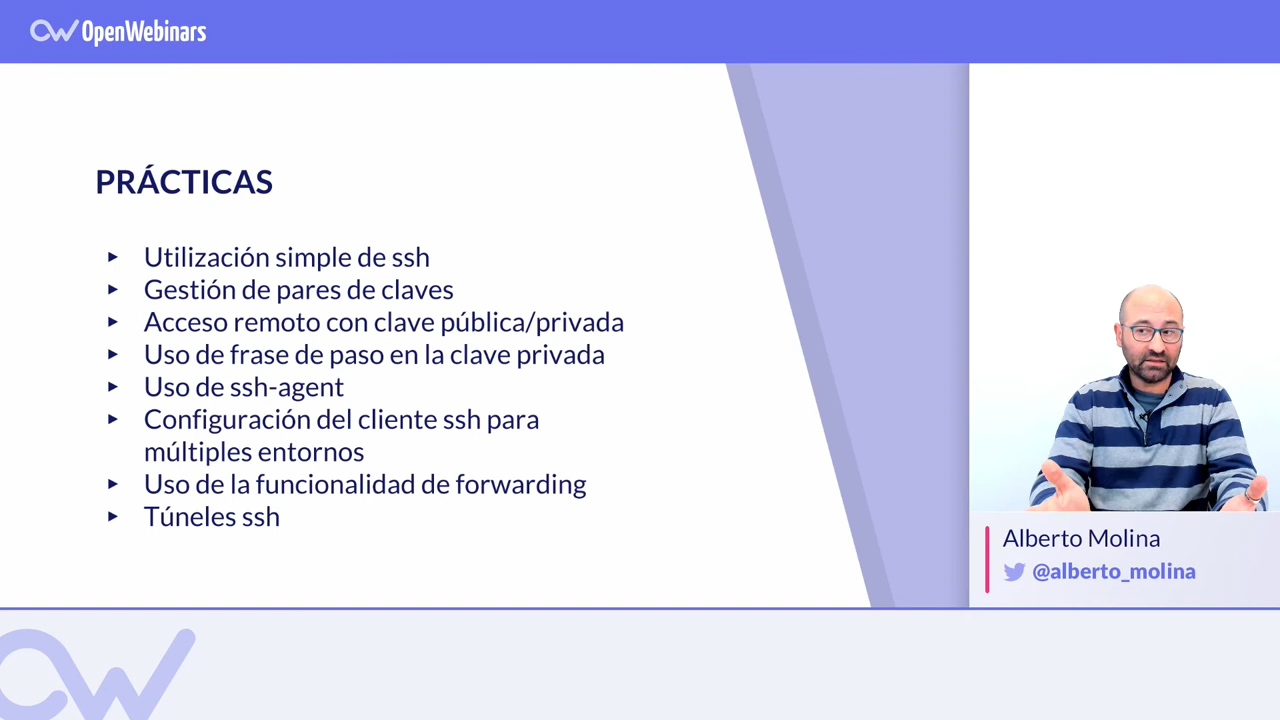 OpenWebinars
PRÁCTICAS
▸ Utilización simple de ssh
▸ Gestión de pares de claves
▸ Acceso remoto con clave pública/privada
▸ Uso de frase de paso en la clave privada
▸ Uso de ssh-agent
▸ Configuración del cliente ssh para
múltiples entornos
▸ Uso de la funcionalidad de forwarding
▸ Túneles ssh
Alberto Molina
@alberto_molina